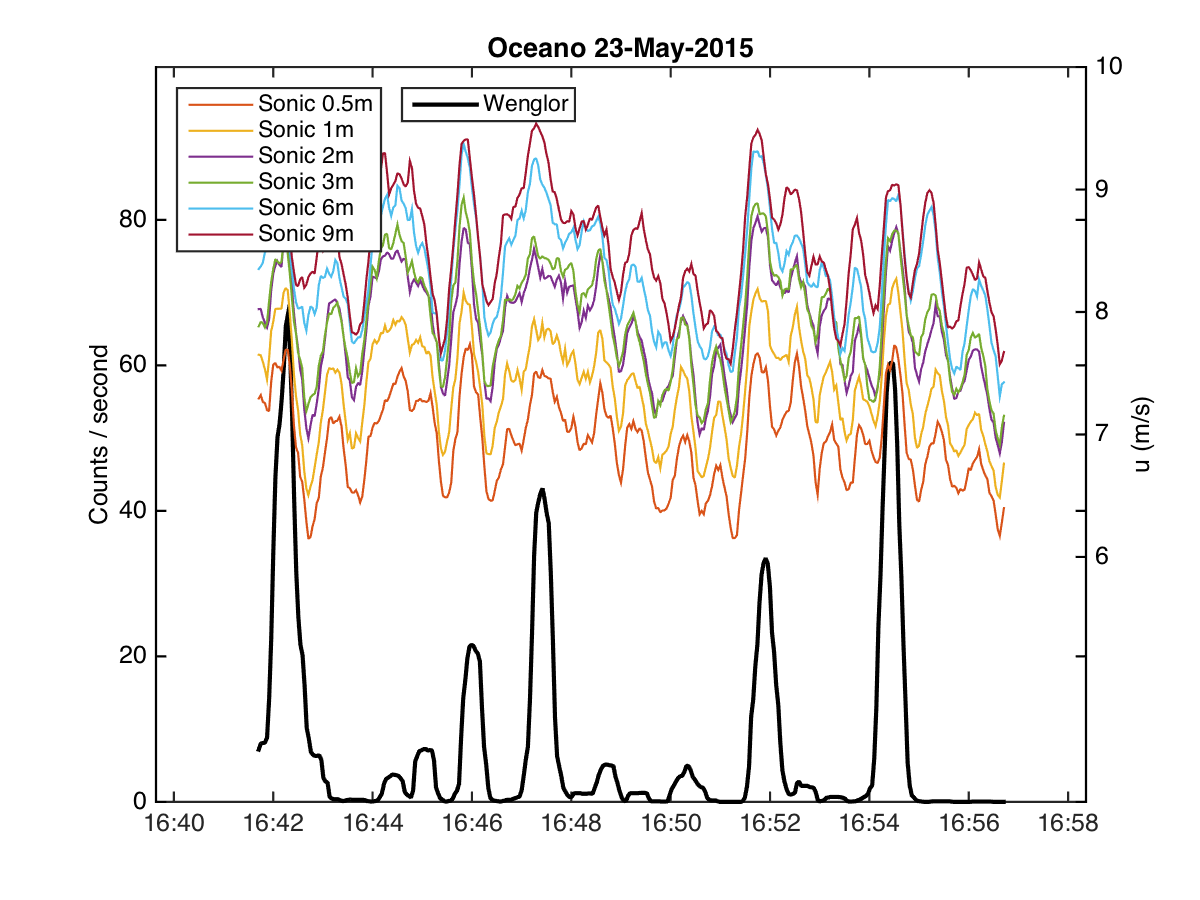 Oceano 23-May-2015
Sonic 0.5m
Sonic 1m
Sonic 2m
Sonic 3m
Sonic 6m
Sonic 9m
Wenglor
Counts / second
80
60
40
20
0
10
9
8
7
6
u (m/s)
16:40 16:42 16:44 16:46 16:48 16:50 16:52 16:54 16:56 16:58